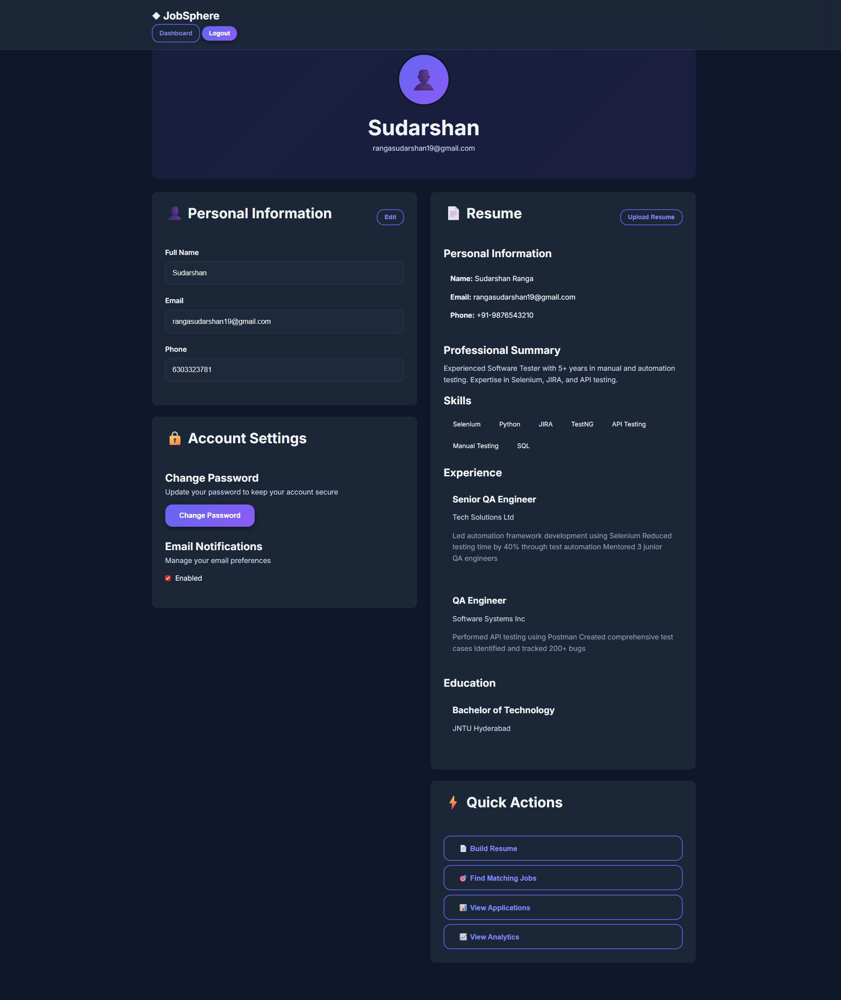 JobSphere
Dashboard
Logout
Sudarshan
rangasudarshan19@gmail.com
Personal Information
Edit
Full Name
Sudarshan
Email
rangasudarshan19@gmail.com
Phone
6303323781
Account Settings
Change Password
Update your password to keep your account secure
Change Password
Email Notifications
Manage your email preferences
Enabled
Resume
Upload Resume
Personal Information
Name: Sudarshan Ranga
Email: rangasudarshan19@gmail.com
Phone: +91-9876543210
Professional Summary
Experienced Software Tester with 5+ years in manual and automation
testing. Expertise in Selenium, JIRA, and API testing.
Skills
Selenium Python JIRA TestNG API Testing
Manual Testing SQL
Experience
Senior QA Engineer
Tech Solutions Ltd
Led automation framework development using Selenium Reduced
testing time by 40% through test automation Mentored 3 junior
QA engineers
QA Engineer
Software Systems Inc
Performed API testing using Postman Created comprehensive test
cases Identified and tracked 200+ bugs
Education
Bachelor of Technology
JNTU Hyderabad
Quick Actions
Build Resume
Find Matching Jobs
View Applications
View Analytics